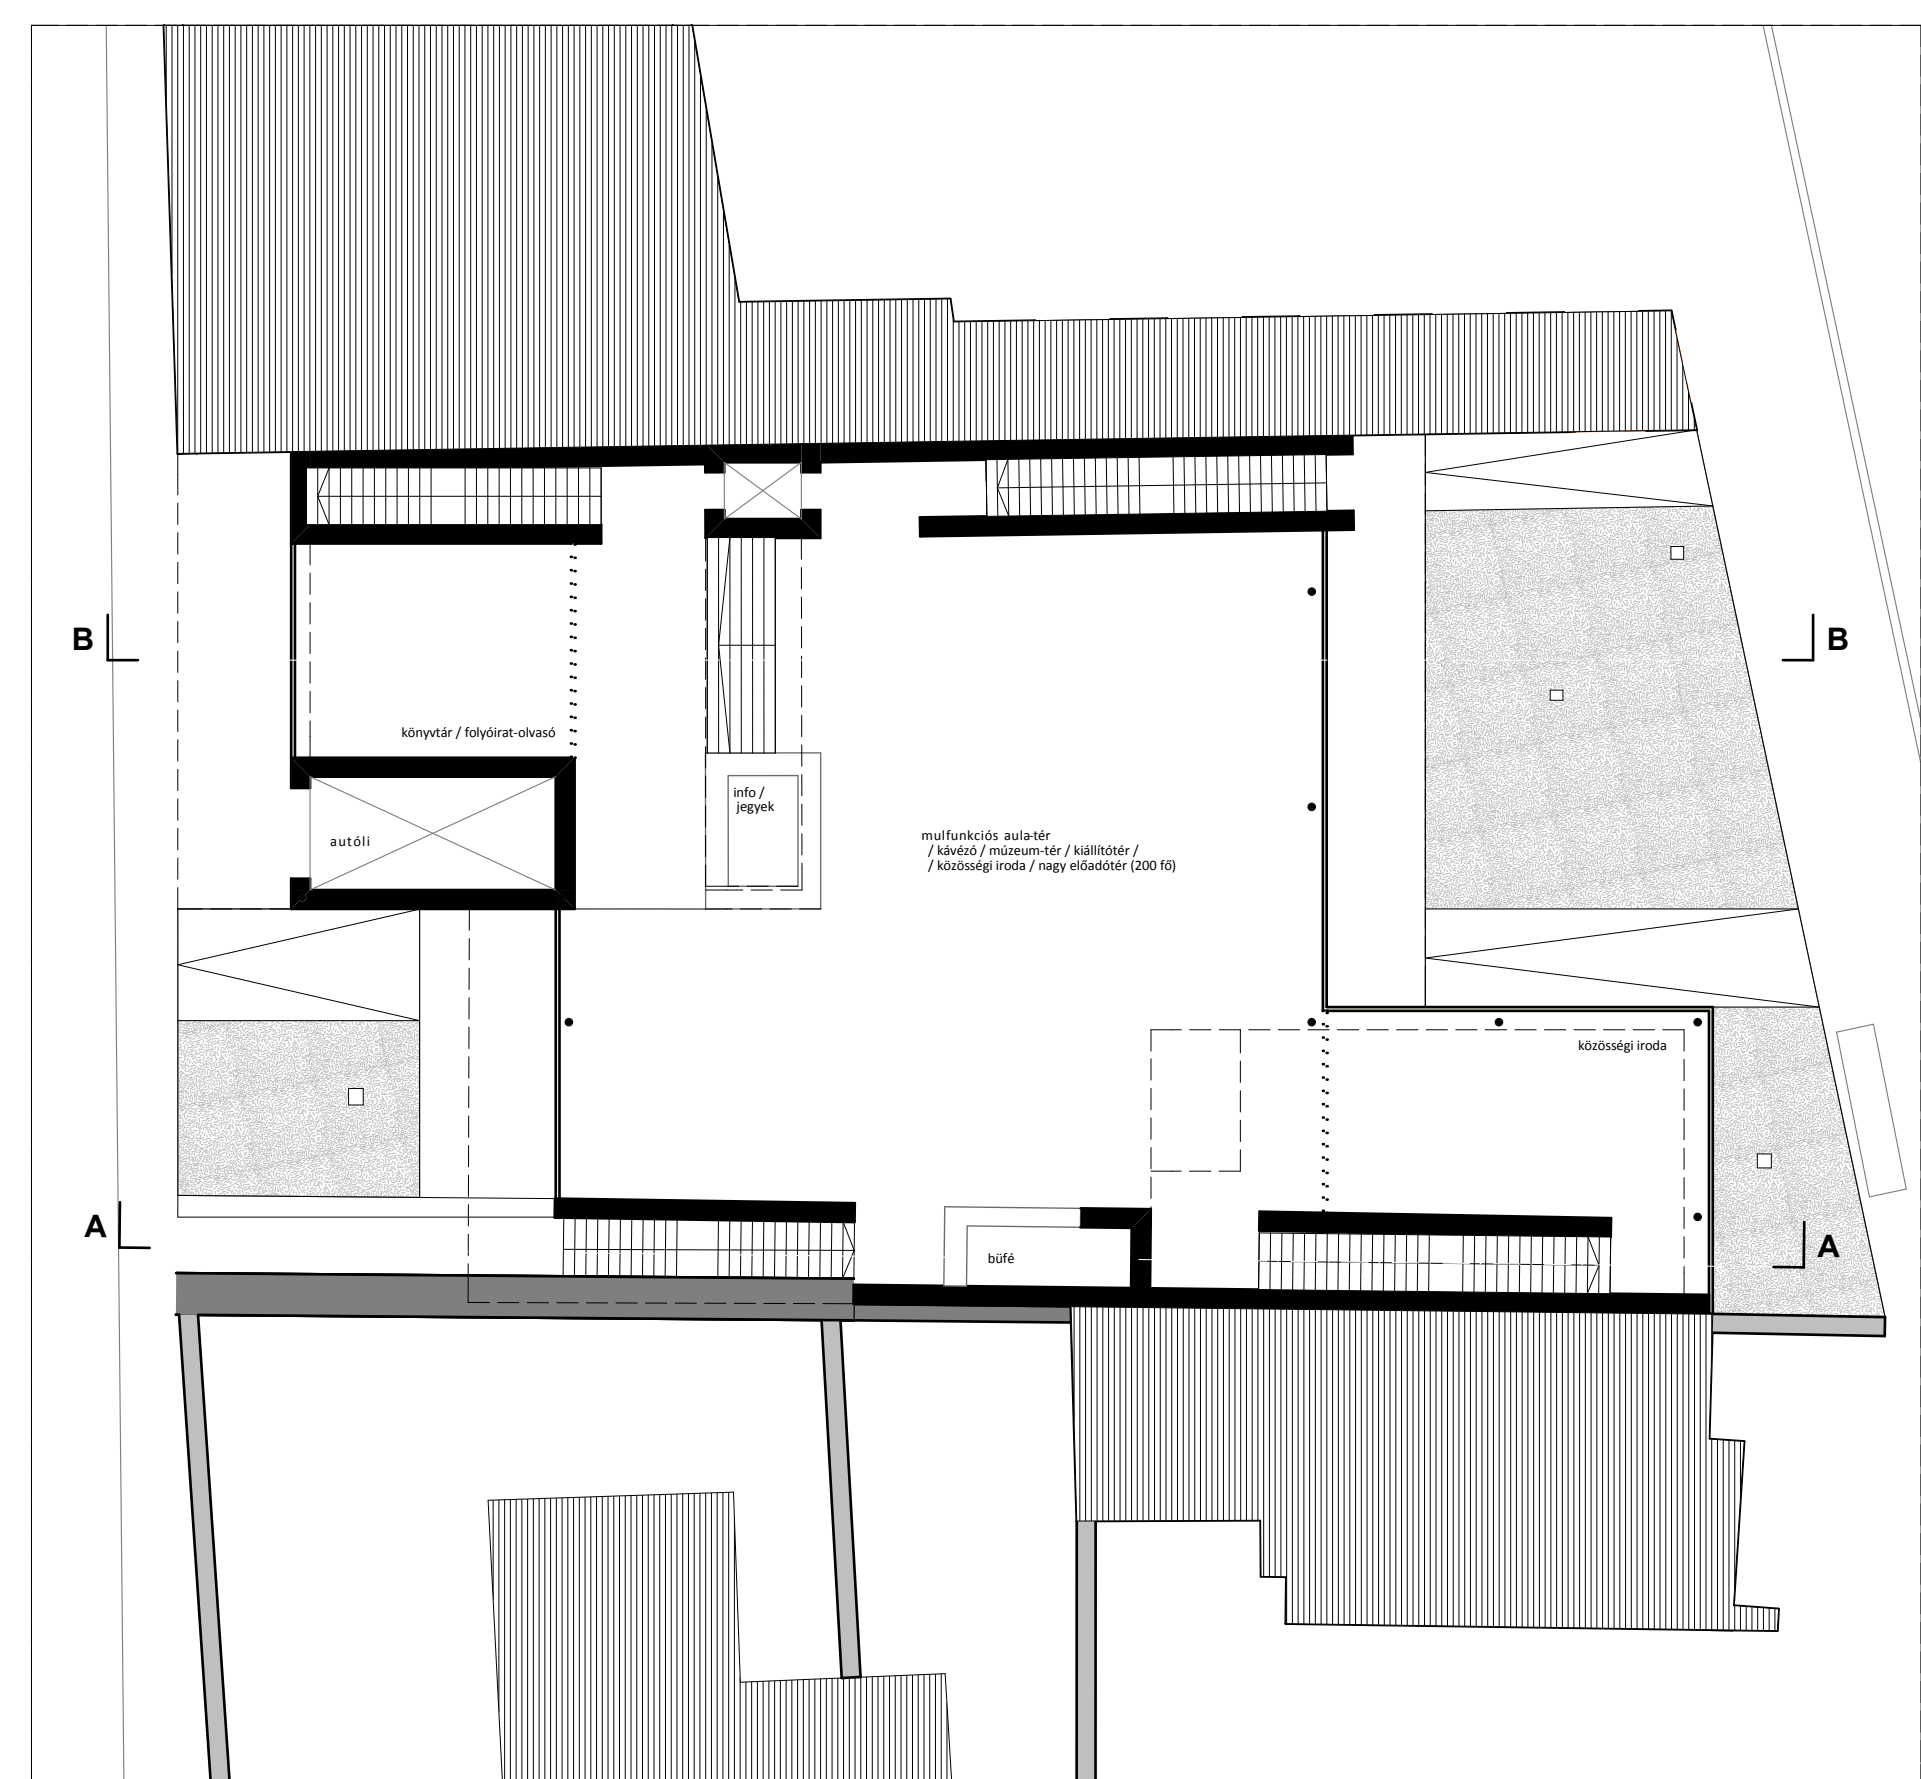 B
B
könyvtár / folyóirat-olvasó
info /
jegyek
autóli
mulfunkciós aula-tér
/ kávézó / múzeum-tér / kiállítótér /
/ közösségi iroda / nagy előadótér (200 fő)
közösségi iroda
A
A
büfé